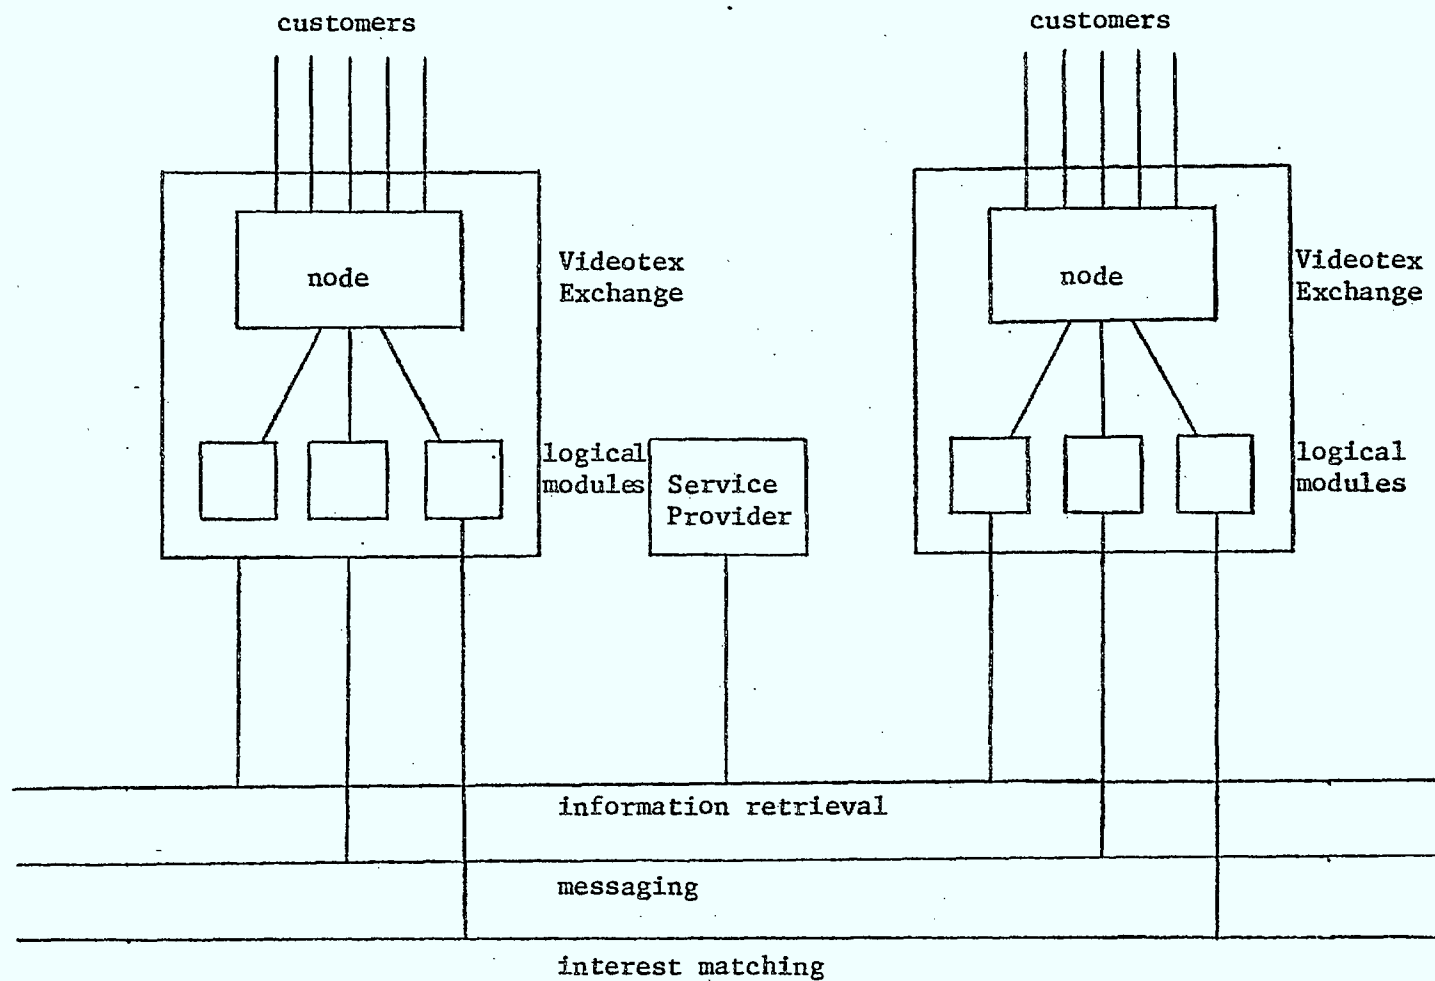 customers
customers
node
Videotex
Exchange
node
Videotex
Exchange
logical
modules
Service
Provider
logical
modules
information retrieval
messaging
interest matching